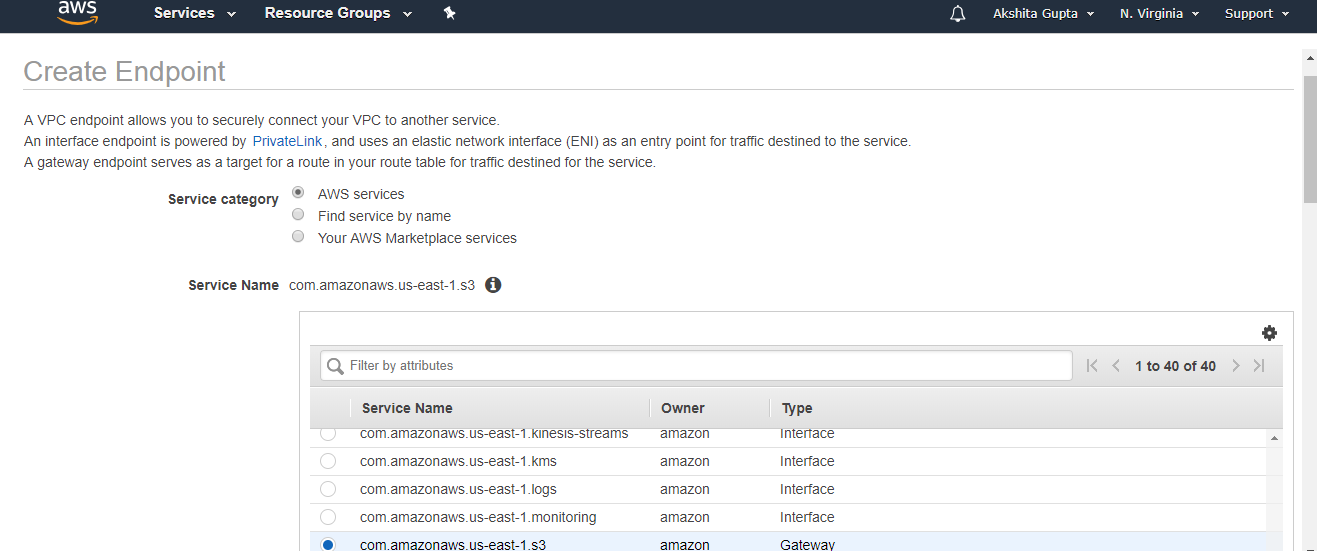 aws Services Resource Groups Akshita Gupta N. Virginia Support
Create Endpoint
A VPC endpoint allows you to securely connect your VPC to another service.
An interface endpoint is powered by PrivateLink, and uses an elastic network interface (ENI) as an entry point for traffic destined to the service.
A gateway endpoint serves as a target for a route in your route table for traffic destined for the service.
Service category AWS services
Find service by name
Your AWS Marketplace services
Service Name com.amazonaws.us-east-1.s3
Filter by attributes 1 to 40 of 40
Service Name Owner Type
com.amazonaws.us-east-1.kinesis-streams amazon Interface
com.amazonaws.us-east-1.kms amazon Interface
com.amazonaws.us-east-1.logs amazon Interface
com.amazonaws.us-east-1.monitoring amazon Interface
com.amazonaws.us-east-1.s3 amazon Gateway